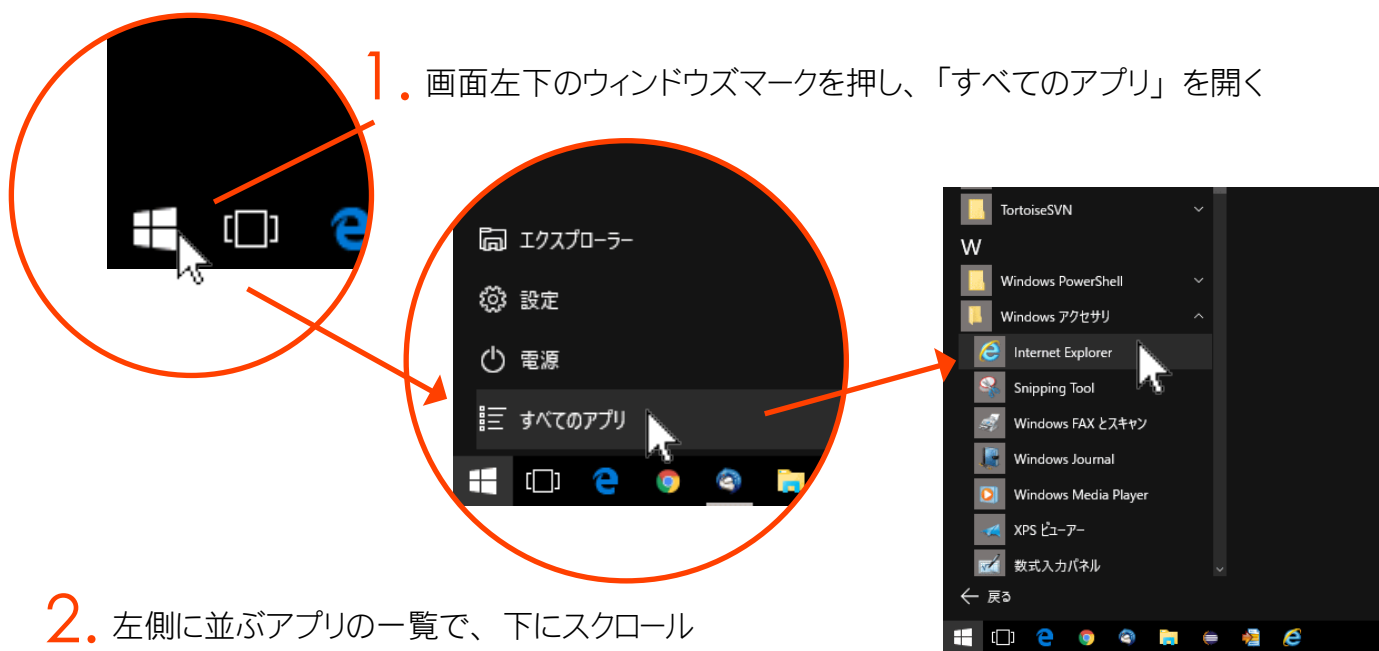 1. 画面左下のウィンドウズマークを押し、「すべてのアプリ」を開く
エクスプローラー
設定
電源
すべてのアプリ
TortoiseSVN
W
Windows PowerShell
Windows アクセサリ
Internet Explorer
Snipping Tool
Windows FAX とスキャン
Windows Journal
Windows Media Player
XPS ビューアー
数式入力パネル
戻る
2. 左側に並ぶアプリの一覧で、下にスクロール